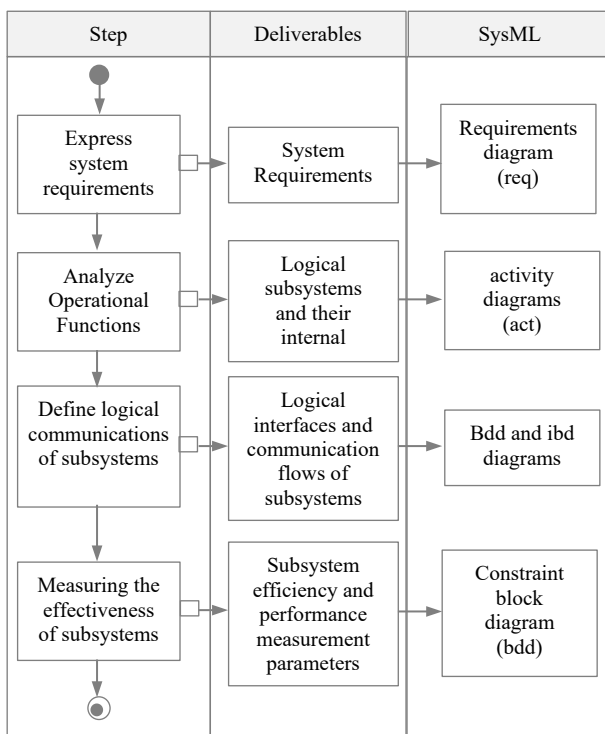 Step
Deliverables
SysML
Express
system
requirements
System
Requirements
Requirements
diagram
(req)
Analyze
Operational
Functions
Logical
subsystems
and their
internal
activity
diagrams
(act)
Define logical
communications
of subsystems
Logical
interfaces and
communication
flows of
subsystems
Bdd and ibd
diagrams
Measuring the
effectiveness
of subsystems
Subsystem
efficiency and
performance
measurement
parameters
Constraint
block
diagram
(bdd)